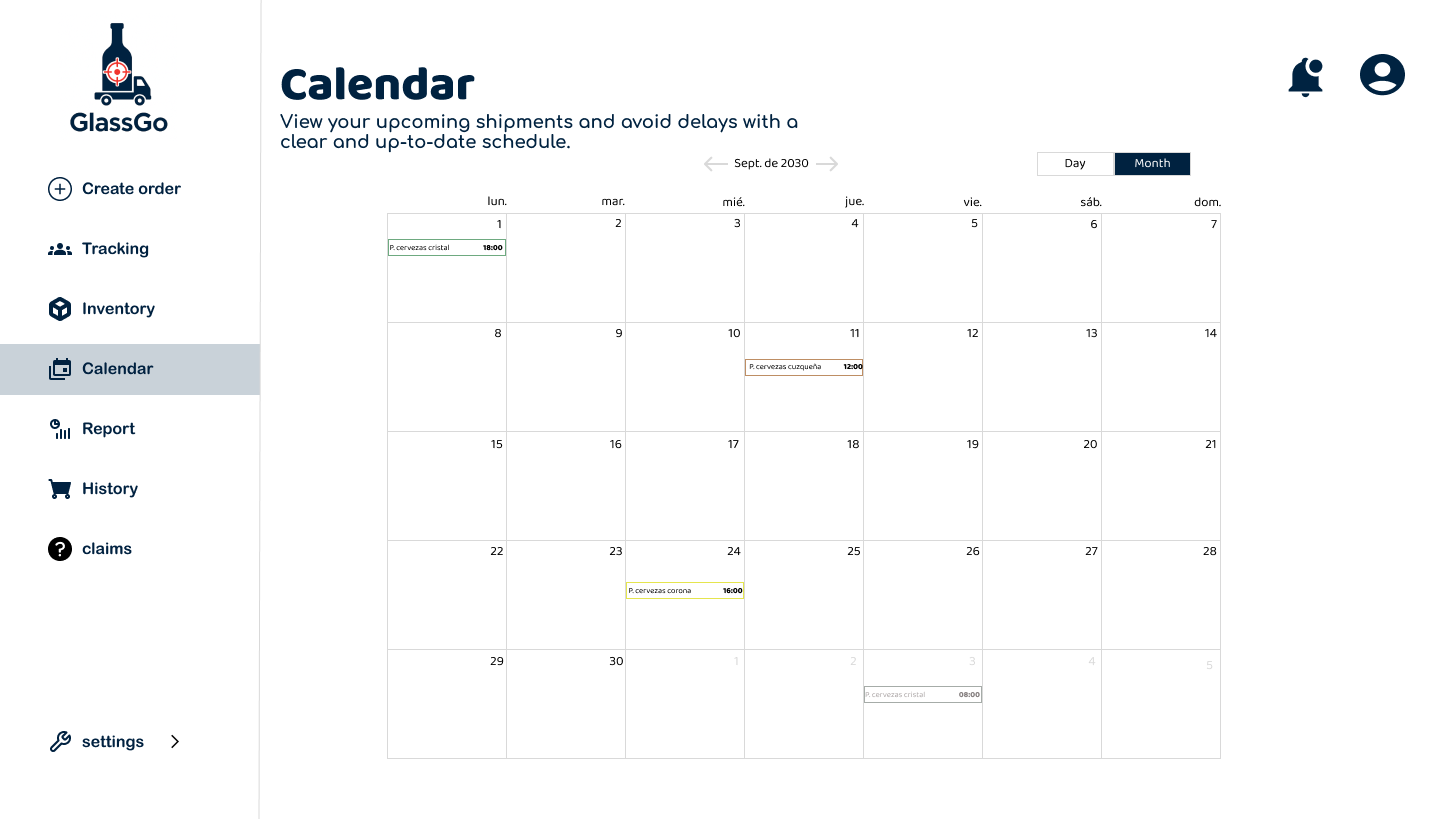 GlassGo
Create order
Tracking
Inventory
Calendar
Report
History
claims
settings
Calendar
View your upcoming shipments and avoid delays with a
clear and up-to-date schedule.
Sept. de 2030
Day Month
lun. mar. mié. jue. vie. sáb. dom.
1 2 3 4 5 6 7
P. cervezas cristal 18:00
8 9 10 11 12 13 14
P. cervezas cuzqueña 12:00
15 16 17 18 19 20 21
22 23 24 25 26 27 28
P. cervezas corona 16:00
29 30 1 2 3 4 5
P. cervezas cristal 08:00